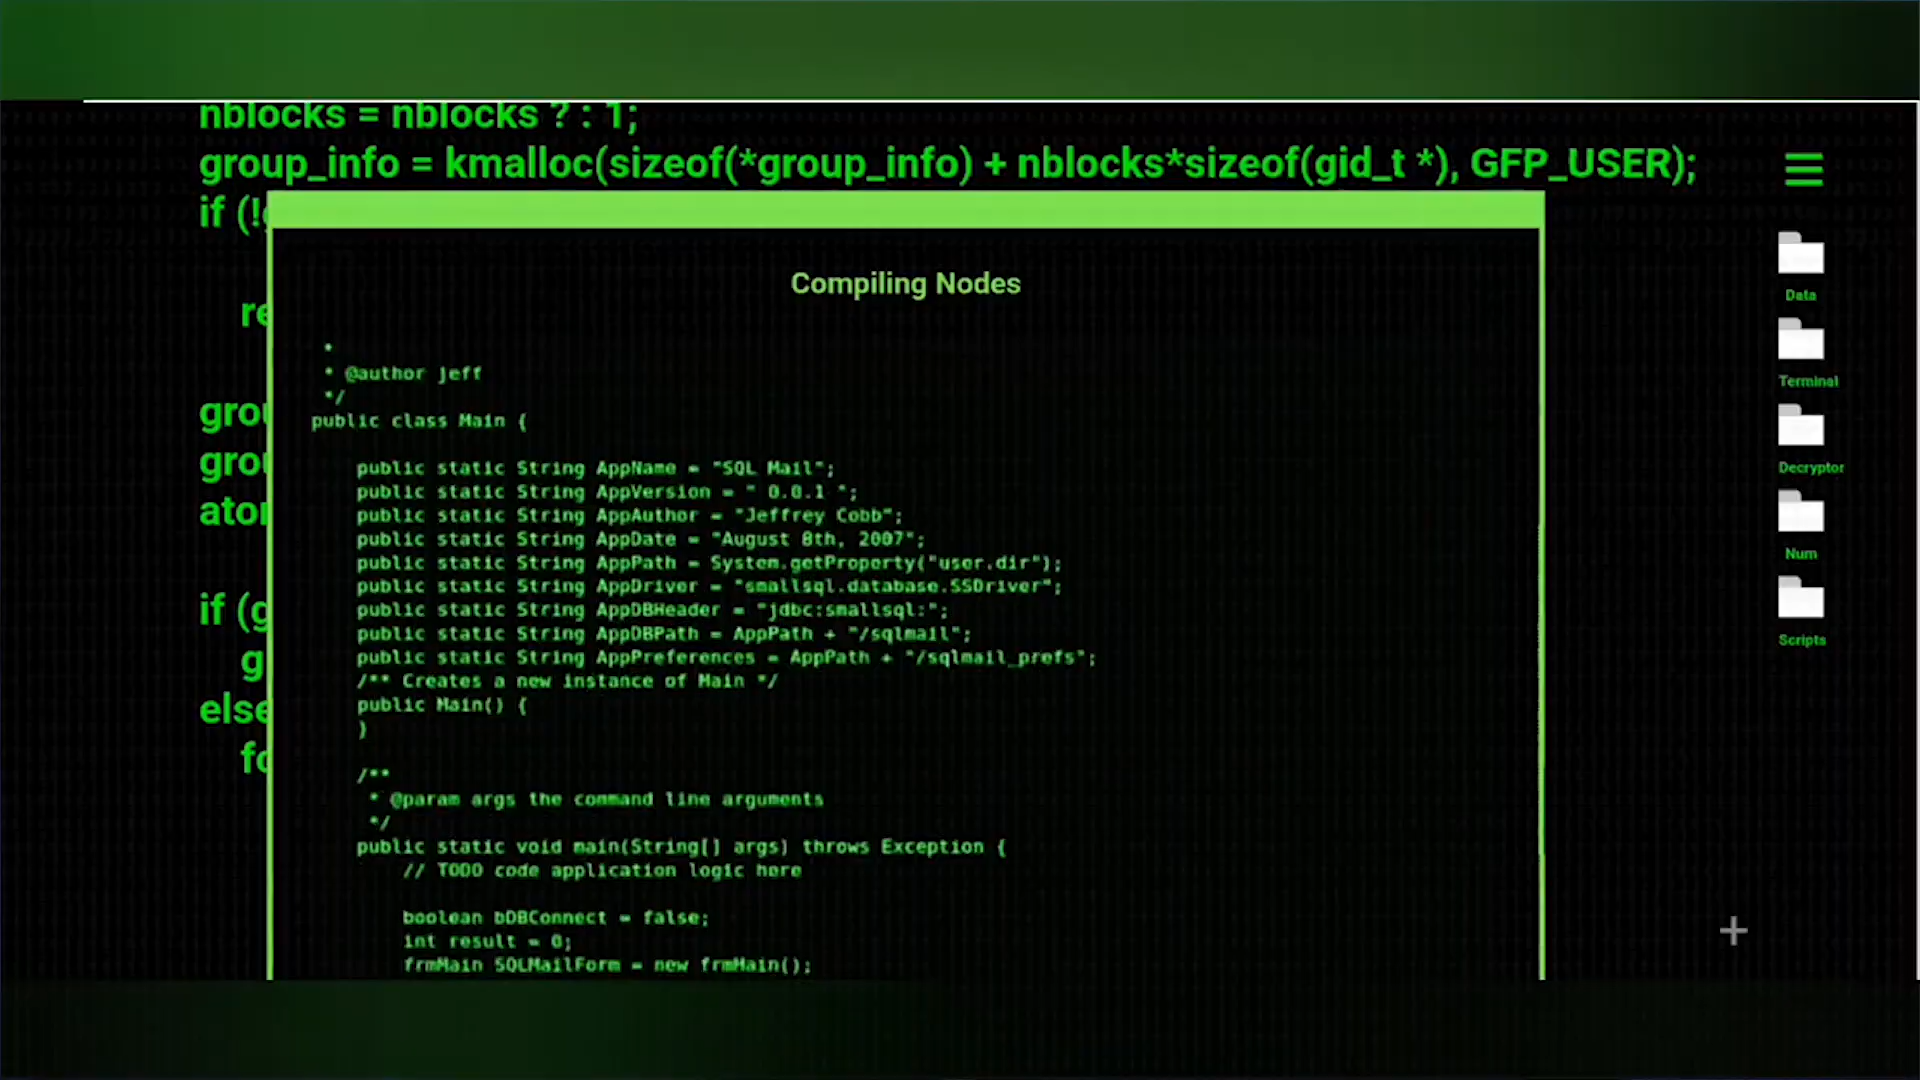 nblocks = nblocks ? : 1;
group_info = kmalloc(sizeof(*group_info) + nblocks*sizeof(gid_t *), GFP_USER);
if (!
re
grou
grou
ator
if (g
g
else
fo
Compiling Nodes
*
* @author jeff
*/
public class Main {
public static String AppName = "SQL Mail";
public static String AppVersion = " 0.0.1 ";
public static String AppAuthor = "Jeffrey Cobb";
public static String AppDate = "August 8th, 2007";
public static String AppPath = System.getProperty("user.dir");
public static String AppDriver = "smallsql.database.SSDriver";
public static String AppDBHeader = "jdbc:smallsql:";
public static String AppDBPath = AppPath + "/sqlmail";
public static String AppPreferences = AppPath + "/sqlmail_prefs";
/** Creates a new instance of Main */
public Main() {
}
/**
* @param args the command line arguments
*/
public static void main(String[] args) throws Exception {
// TODO code application logic here
boolean bDBConnect = false;
int result = 0;
frmMain SQLMailForm = new frmMain();
Data
Terminal
Decryptor
Num
Scripts